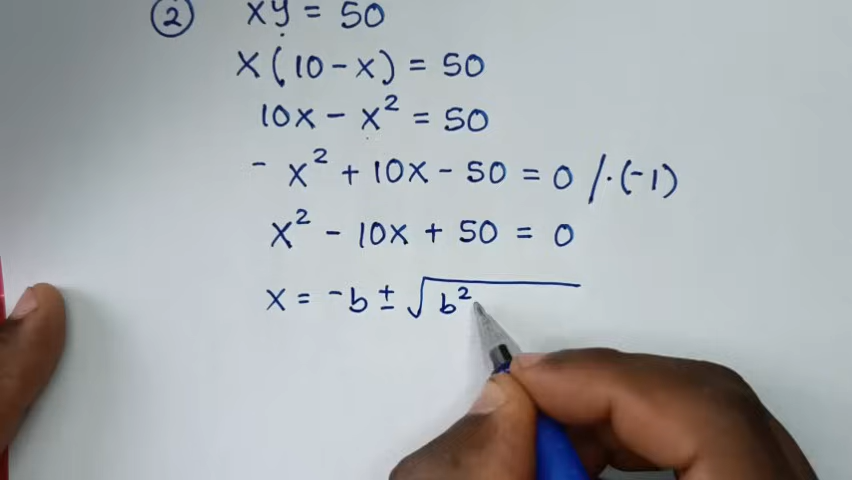 ② xy = 50
x(10 - x) = 50
10x - x² = 50
- x² + 10x - 50 = 0 /·(-1)
x² - 10x + 50 = 0
x = -b ± √b²